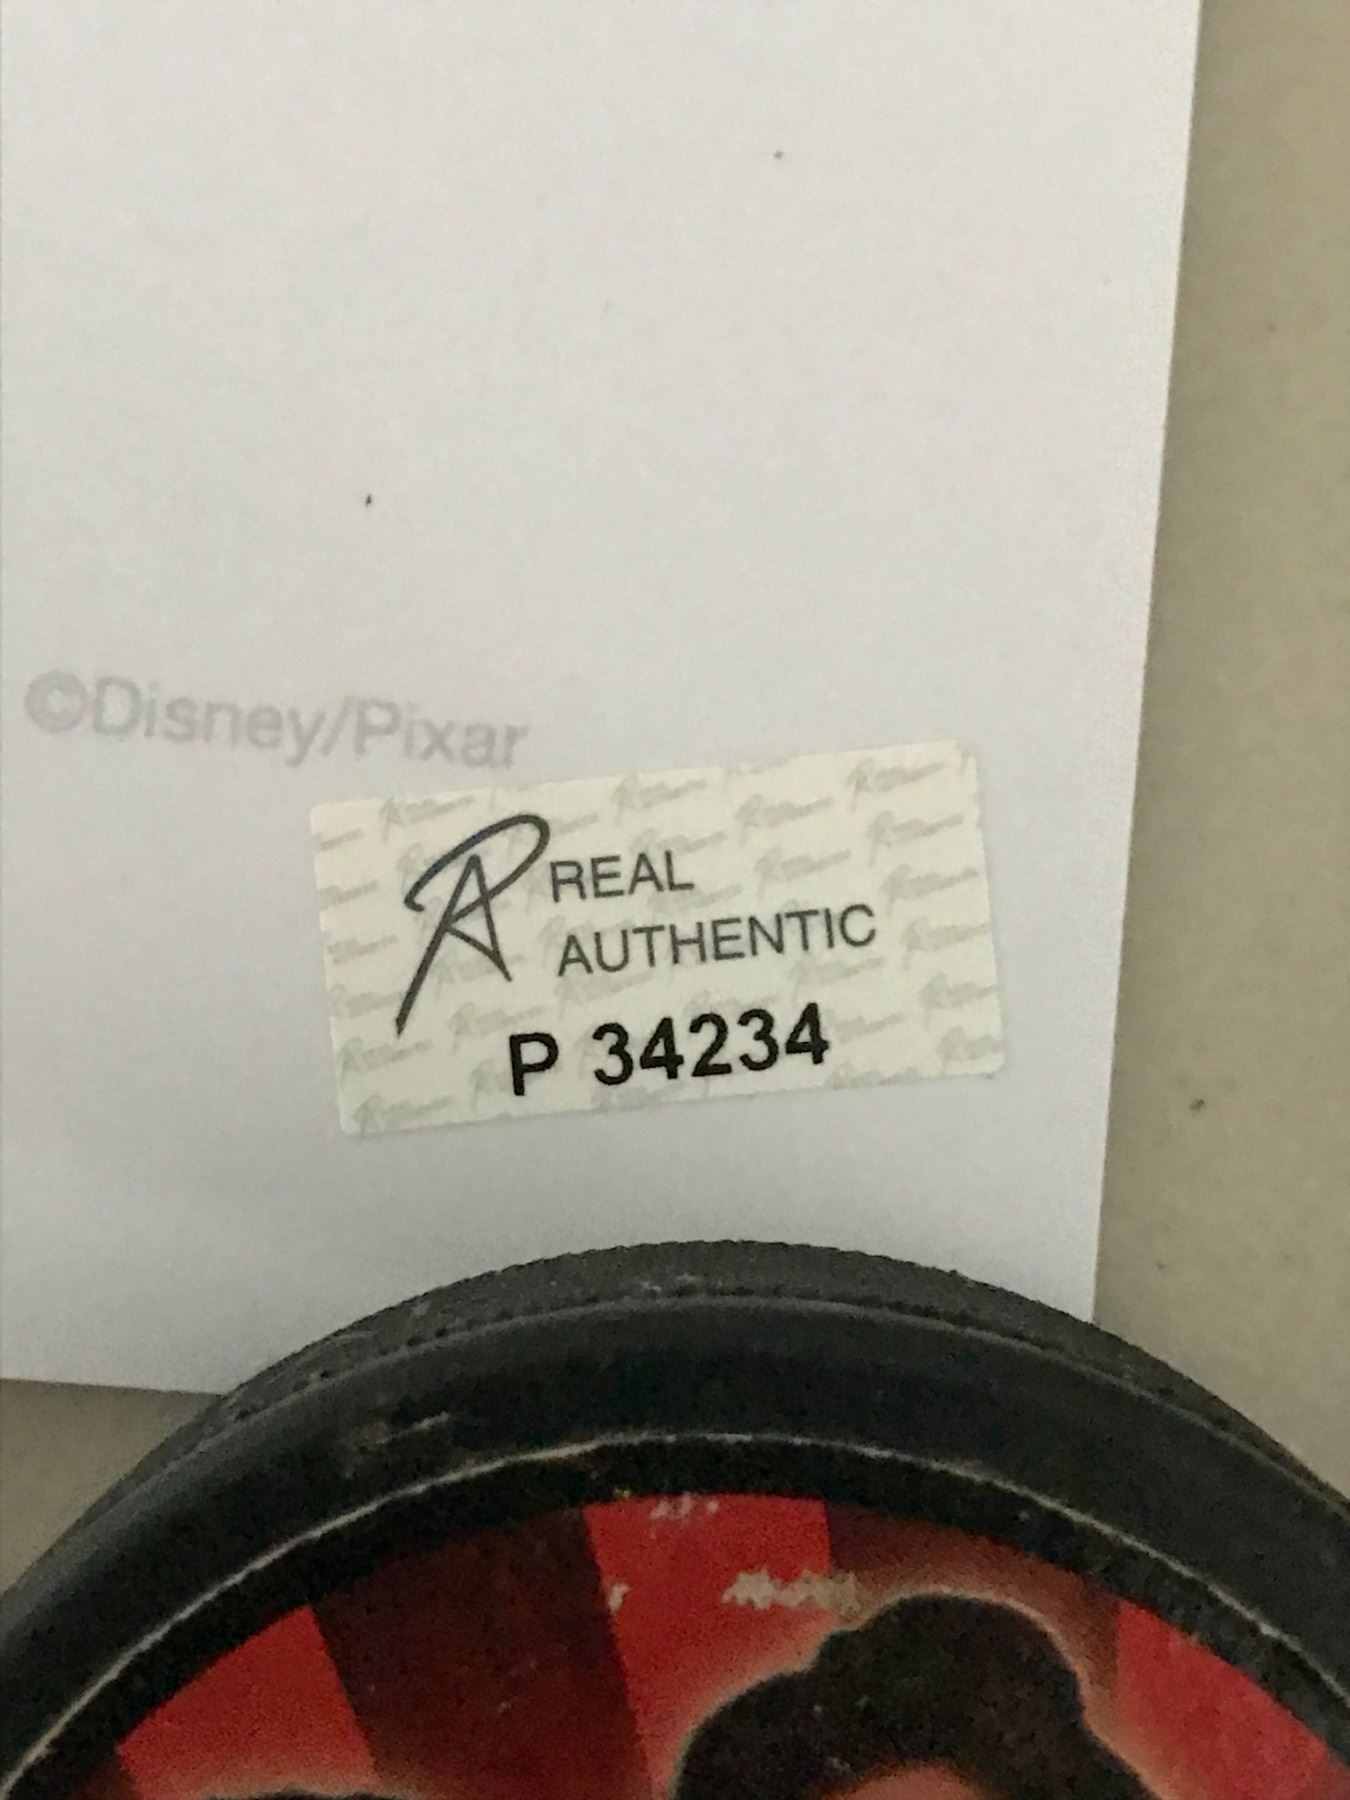 ©Disney/Pixar
REAL
AUTHENTIC
P 34234